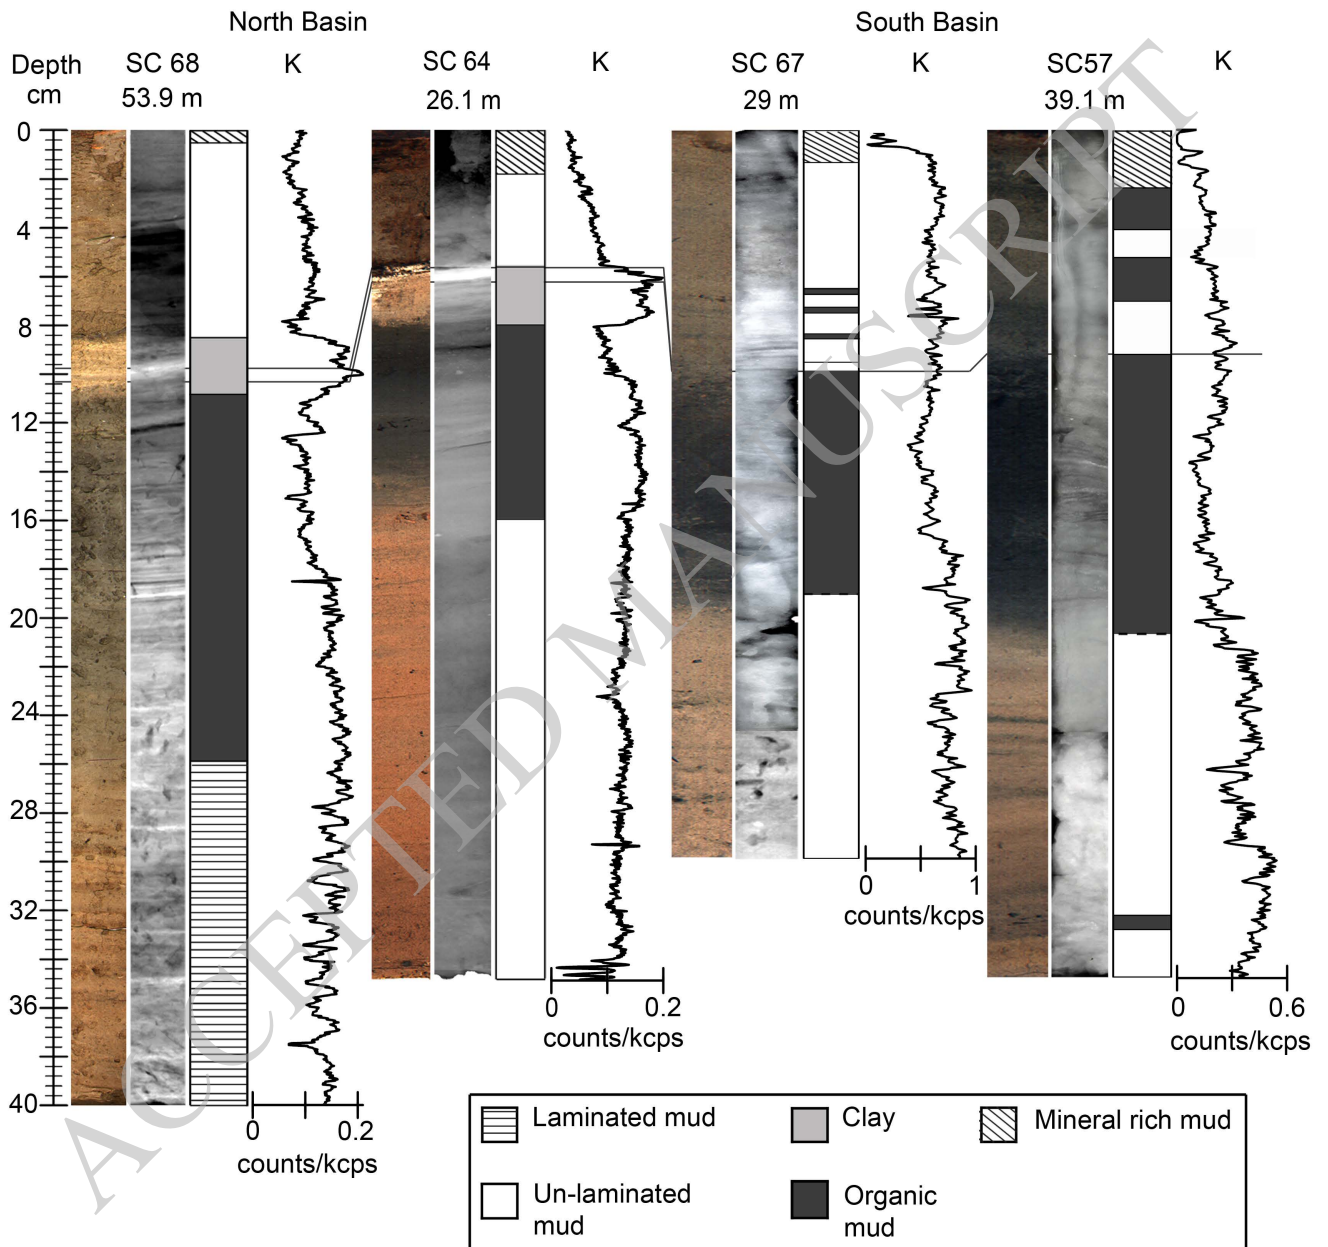 North Basin
South Basin
Depth
cm
SC 68
53.9 m
K
SC 64
26.1 m
K
SC 67
29 m
K
SC57
39.1 m
K
0
4
8
12
16
20
24
28
32
36
40
0 0.2
counts/kcps
0 0.2
counts/kcps
0 1
counts/kcps
0 0.6
counts/kcps
Laminated mud
Clay
Mineral rich mud
Un-laminated
mud
Organic
mud
ACCEPTED MANUSCRIPT